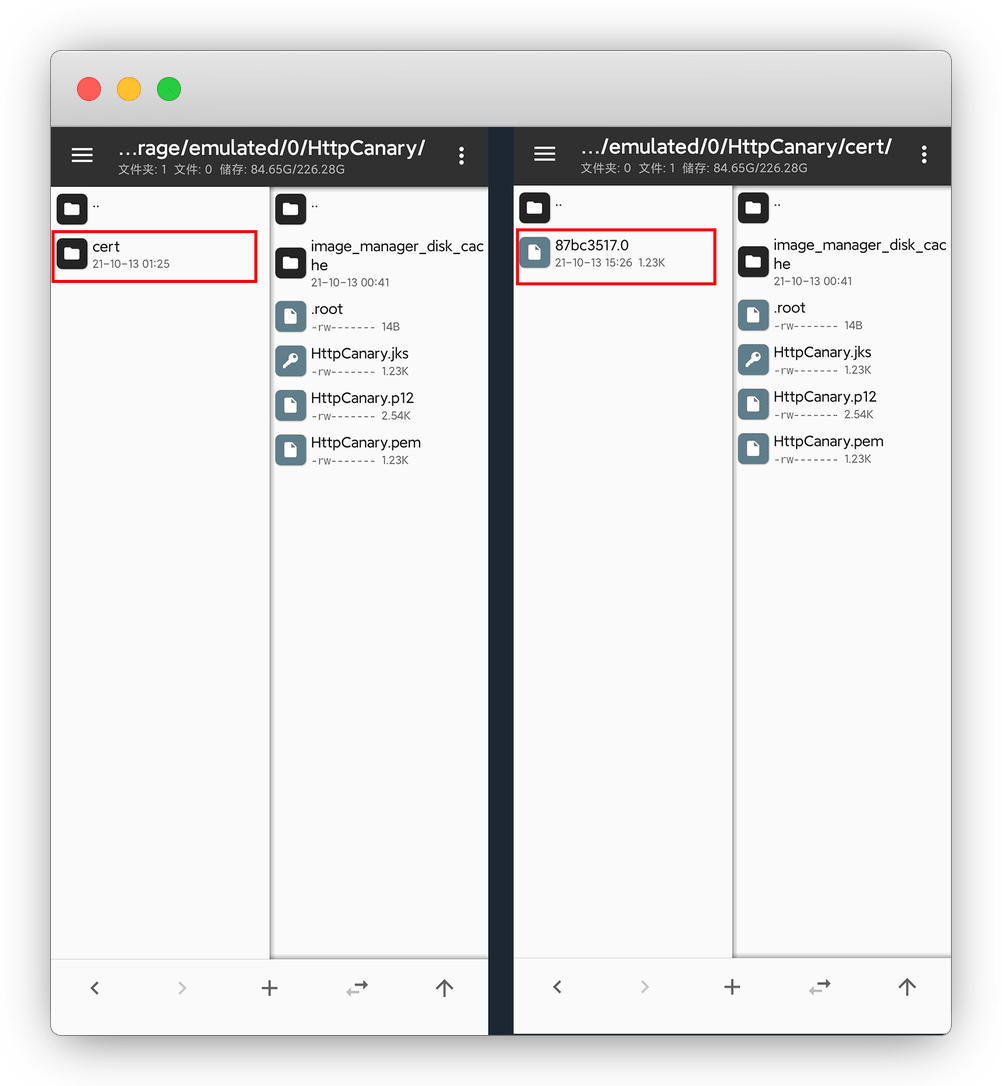 ...rage/emulated/0/HttpCanary/
文件夹: 1 文件: 0 储存: 84.65G/226.28G
..
cert
21-10-13 01:25
..
image_manager_disk_cac
he
21-10-13 00:41
.root
-rw------- 14B
HttpCanary.jks
-rw------- 1.23K
HttpCanary.p12
-rw------- 2.54K
HttpCanary.pem
-rw------- 1.23K
.../emulated/0/HttpCanary/cert/
文件夹: 0 文件: 1 储存: 84.65G/226.28G
..
87bc3517.0
21-10-13 15:26 1.23K
..
image_manager_disk_cac
he
21-10-13 00:41
.root
-rw------- 14B
HttpCanary.jks
-rw------- 1.23K
HttpCanary.p12
-rw------- 2.54K
HttpCanary.pem
-rw------- 1.23K